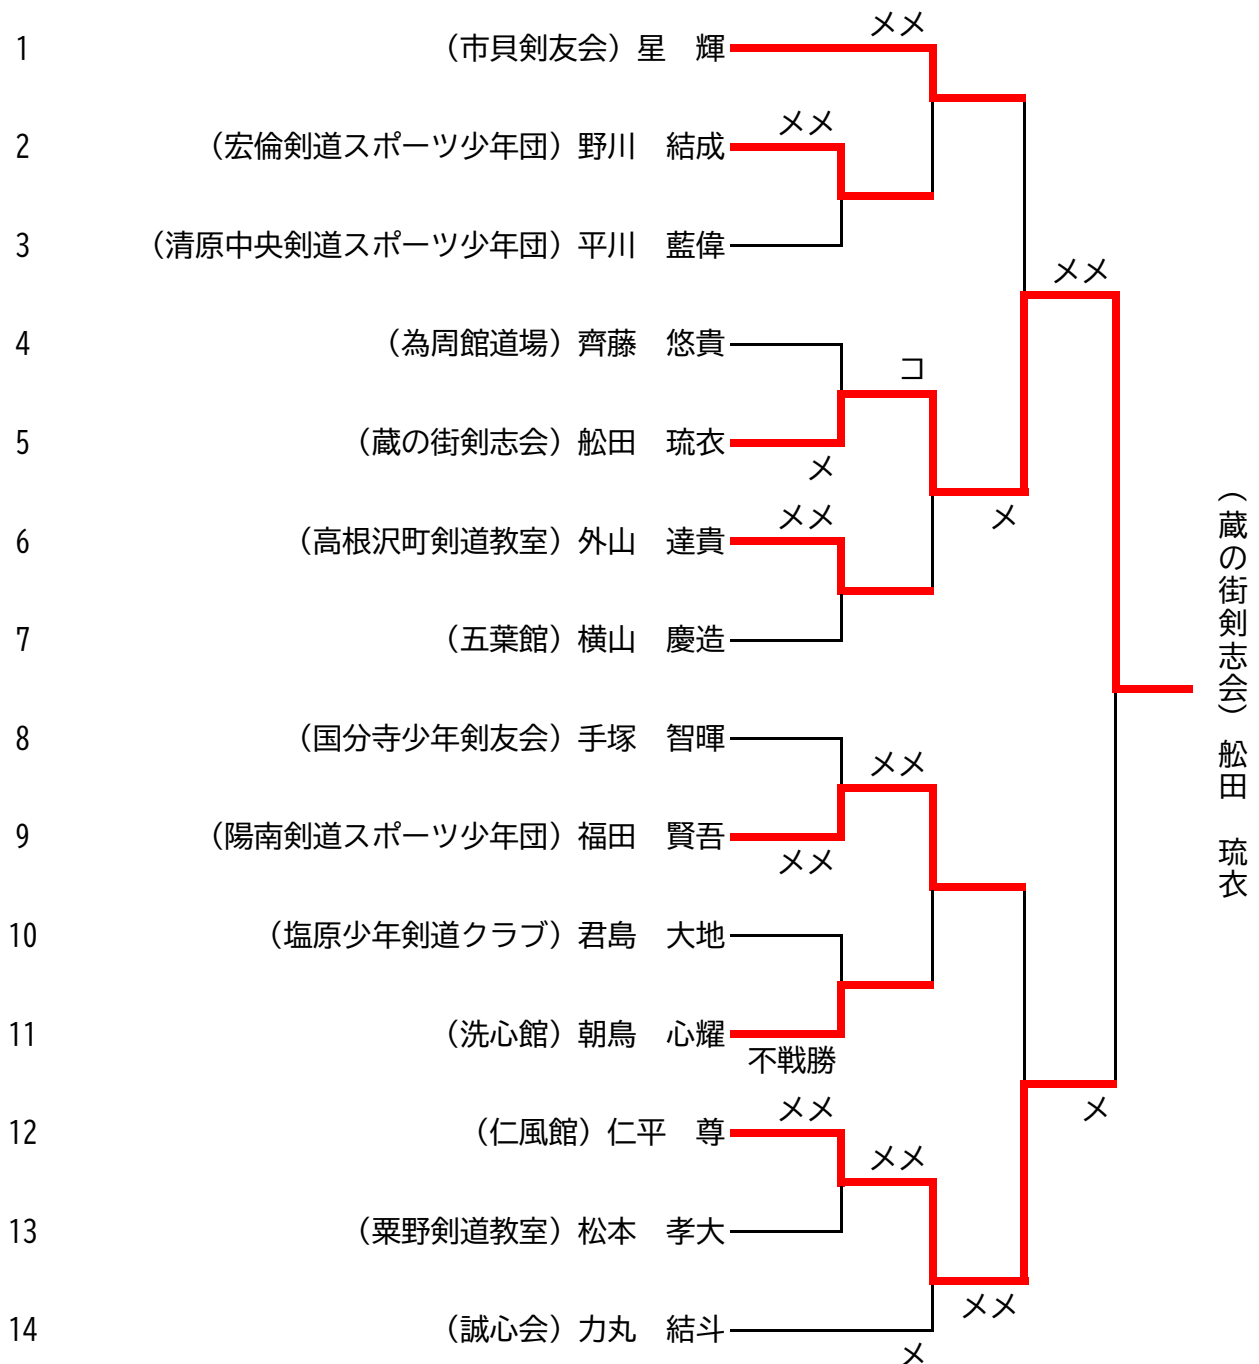 メメ
1 （市貝剣友会）星　輝
メメ
2 （宏倫剣道スポーツ少年団）野川　結成
3 （清原中央剣道スポーツ少年団）平川　藍偉
メメ
4 （為周館道場）齊藤　悠貴
コ
5 （蔵の街剣志会）舩田　琉衣
メ
メメ
メ
6 （高根沢町剣道教室）外山　達貴
7 （五葉館）横山　慶造
（蔵の街剣志会）舩田　琉衣
8 （国分寺少年剣友会）手塚　智暉
メメ
9 （陽南剣道スポーツ少年団）福田　賢吾
メメ
10 （塩原少年剣道クラブ）君島　大地
11 （洗心館）朝鳥　心耀
不戦勝
メメ
メ
12 （仁風館）仁平　尊
メメ
13 （粟野剣道教室）松本　孝大
メメ
14 （誠心会）力丸　結斗
メ